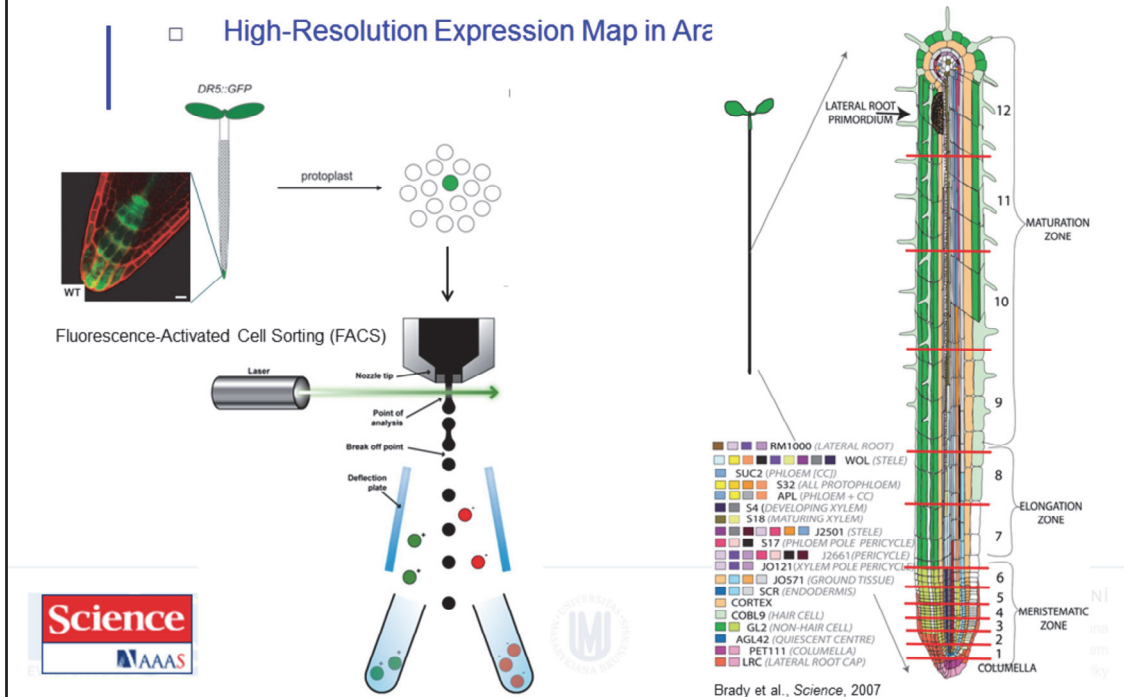 High-Resolution Expression Map in Ara
DR5::GFP
protoplast
WT
Fluorescence-Activated Cell Sorting (FACS)
Laser
Nozzle tip
Point of
analysis
Break off point
Deflection
plate
Science
AAAS
LATERAL ROOT
PRIMORDIUM
12
11
10
9
8
7
6
5
4
3
2
1
MATURATION
ZONE
ELONGATION
ZONE
MERISTEMATIC
ZONE
COLUMELLA
RM1000 (LATERAL ROOT)
WOL (STELE)
SUC2 (PHLOEM [CC])
S32 (ALL PROTOPHLOEM)
APL (PHLOEM + CC)
S4 (DEVELOPING XYLEM)
S18 (MATURING XYLEM)
J2501 (STELE)
S17 (PHLOEM POLE PERICYCLE)
J2661 (PERICYCLE)
JO121 (XYLEM POLE PERICYCLE)
JO571 (GROUND TISSUE)
SCR (ENDODERMIS)
CORTEX
COBL9 (HAIR CELL)
GL2 (NON-HAIR CELL)
AGL42 (QUIESCENT CENTRE)
PET111 (COLUMELLA)
LRC (LATERAL ROOT CAP)
Brady et al., Science, 2007